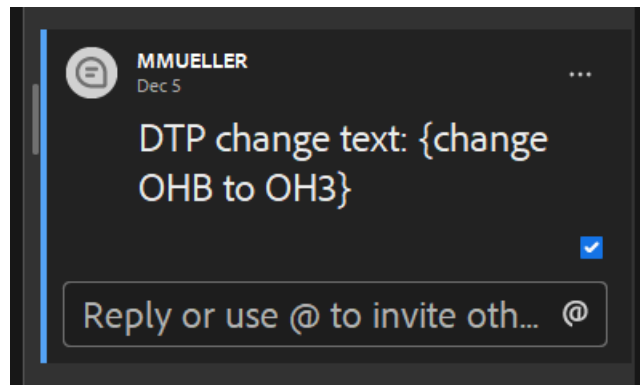 MMUELLER
Dec 5
...
DTP change text: {change
OHB to OH3}
Reply or use @ to invite oth... @